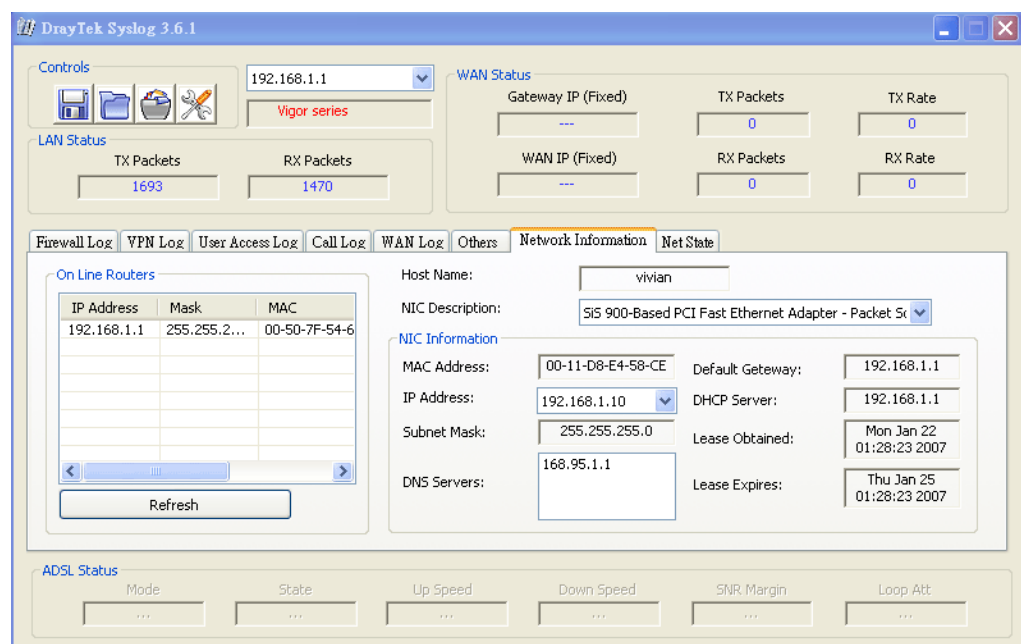 DrayTek Syslog 3.6.1
Controls
192.168.1.1
Vigor series
WAN Status
Gateway IP (Fixed)
TX Packets
TX Rate
---
0
0
WAN IP (Fixed)
RX Packets
RX Rate
---
0
0
LAN Status
TX Packets
RX Packets
1693
1470
Firewall Log
VPN Log
User Access Log
Call Log
WAN Log
Others
Network Information
Net State
On Line Routers
IP Address Mask MAC
192.168.1.1 255.255.2... 00-50-7F-54-6
Refresh
Host Name:
vivian
NIC Description:
SiS 900-Based PCI Fast Ethernet Adapter - Packet Sc
NIC Information
MAC Address:
00-11-D8-E4-58-CE
IP Address:
192.168.1.10
Subnet Mask:
255.255.255.0
DNS Servers:
168.95.1.1
Default Geteway:
192.168.1.1
DHCP Server:
192.168.1.1
Lease Obtained:
Mon Jan 22
01:28:23 2007
Lease Expires:
Thu Jan 25
01:28:23 2007
ADSL Status
Mode
State
Up Speed
Down Speed
SNR Margin
Loop Att
...
...
...
...
...
...